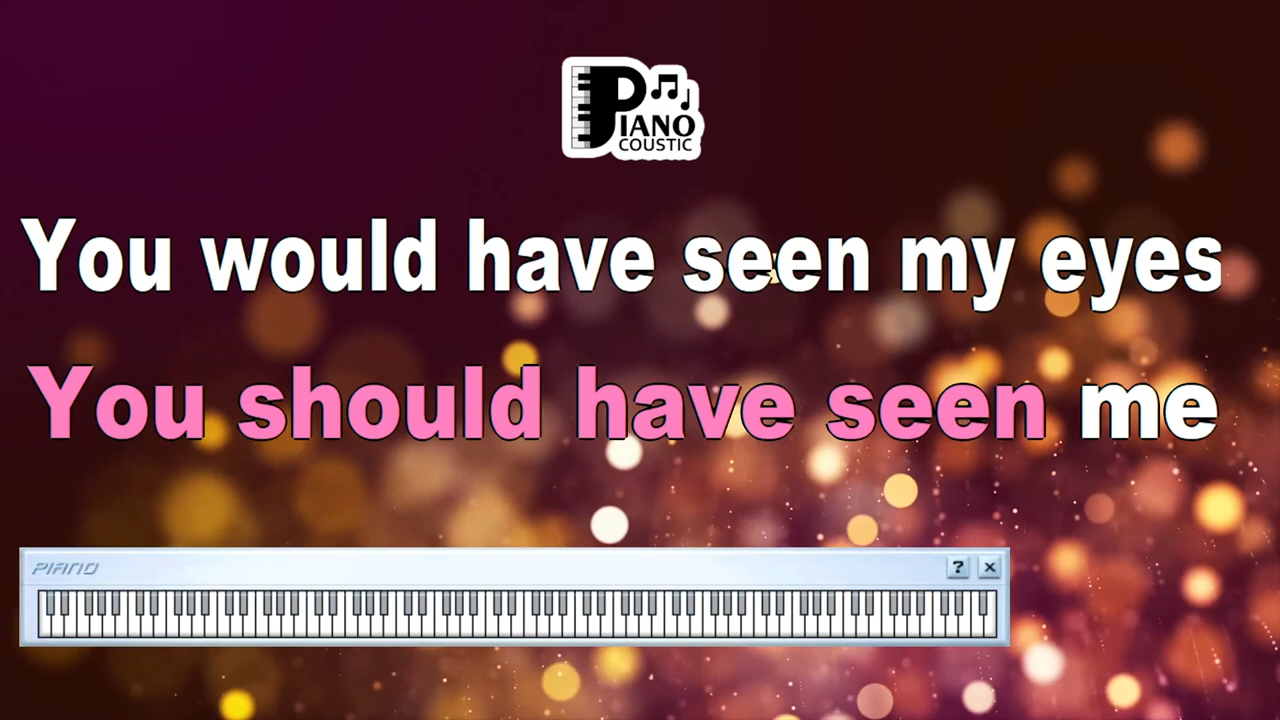 PIANO
COUSTIC
You would have seen my eyes
You should have seen me
PIANO
?